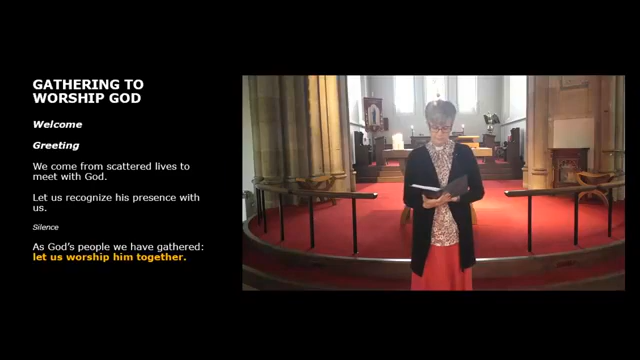 GATHERING TO
WORSHIP GOD
Welcome
Greeting
We come from scattered lives to
meet with God.
Let us recognize his presence with
us.
Silence
As God’s people we have gathered:
let us worship him together.